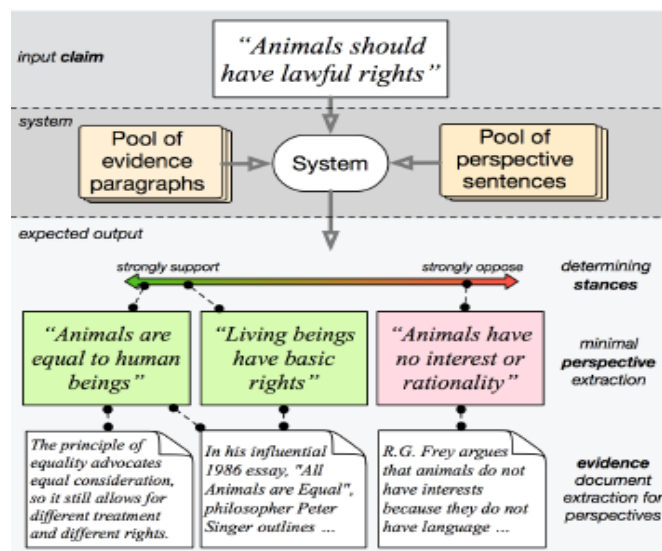 input claim
“Animals should
have lawful rights”
system
Pool of
evidence
paragraphs
System
Pool of
perspective
sentences
expected output
strongly support
strongly oppose
determining
stances
“Animals are
equal to human
beings”
“Living beings
have basic
rights”
“Animals have
no interest or
rationality”
minimal
perspective
extraction
The principle of
equality advocates
equal consideration,
so it still allows for
different treatment
and different rights.
In his influential
1986 essay, "All
Animals are Equal",
philosopher Peter
Singer outlines ...
R.G. Frey argues
that animals do not
have interests
because they do not
have language ...
evidence
document
extraction for
perspectives